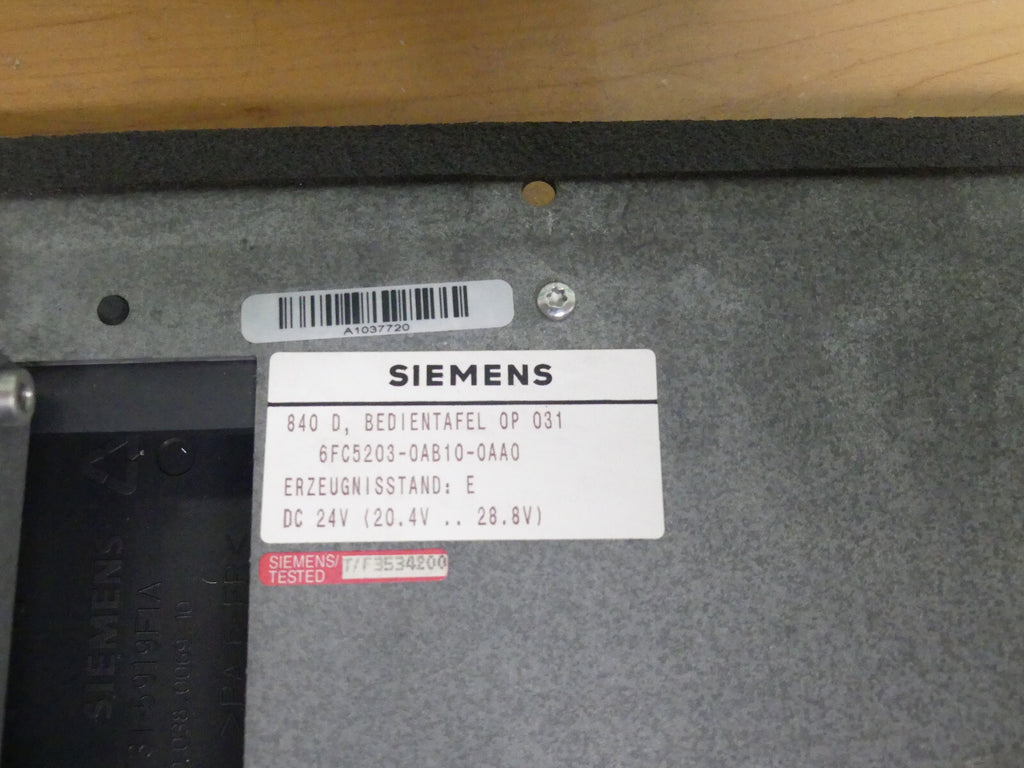 A1037720
SIEMENS
840 D, BEDIENTAFEL OP 031
6FC5203-0AB10-0AA0
ERZEUGNISSTAND: E
DC 24V (20.4V .. 28.8V)
SIEMENS/
TESTED
T/F3534200
SIEMENS